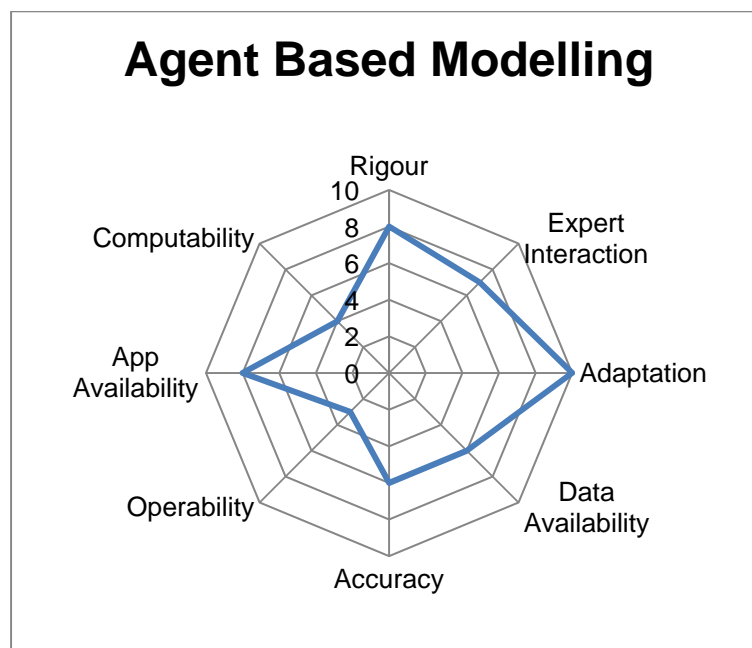 Agent Based Modelling
Rigour
Expert
Interaction
Adaptation
Data
Availability
Accuracy
Operability
App
Availability
Computability
10
8
6
4
2
0